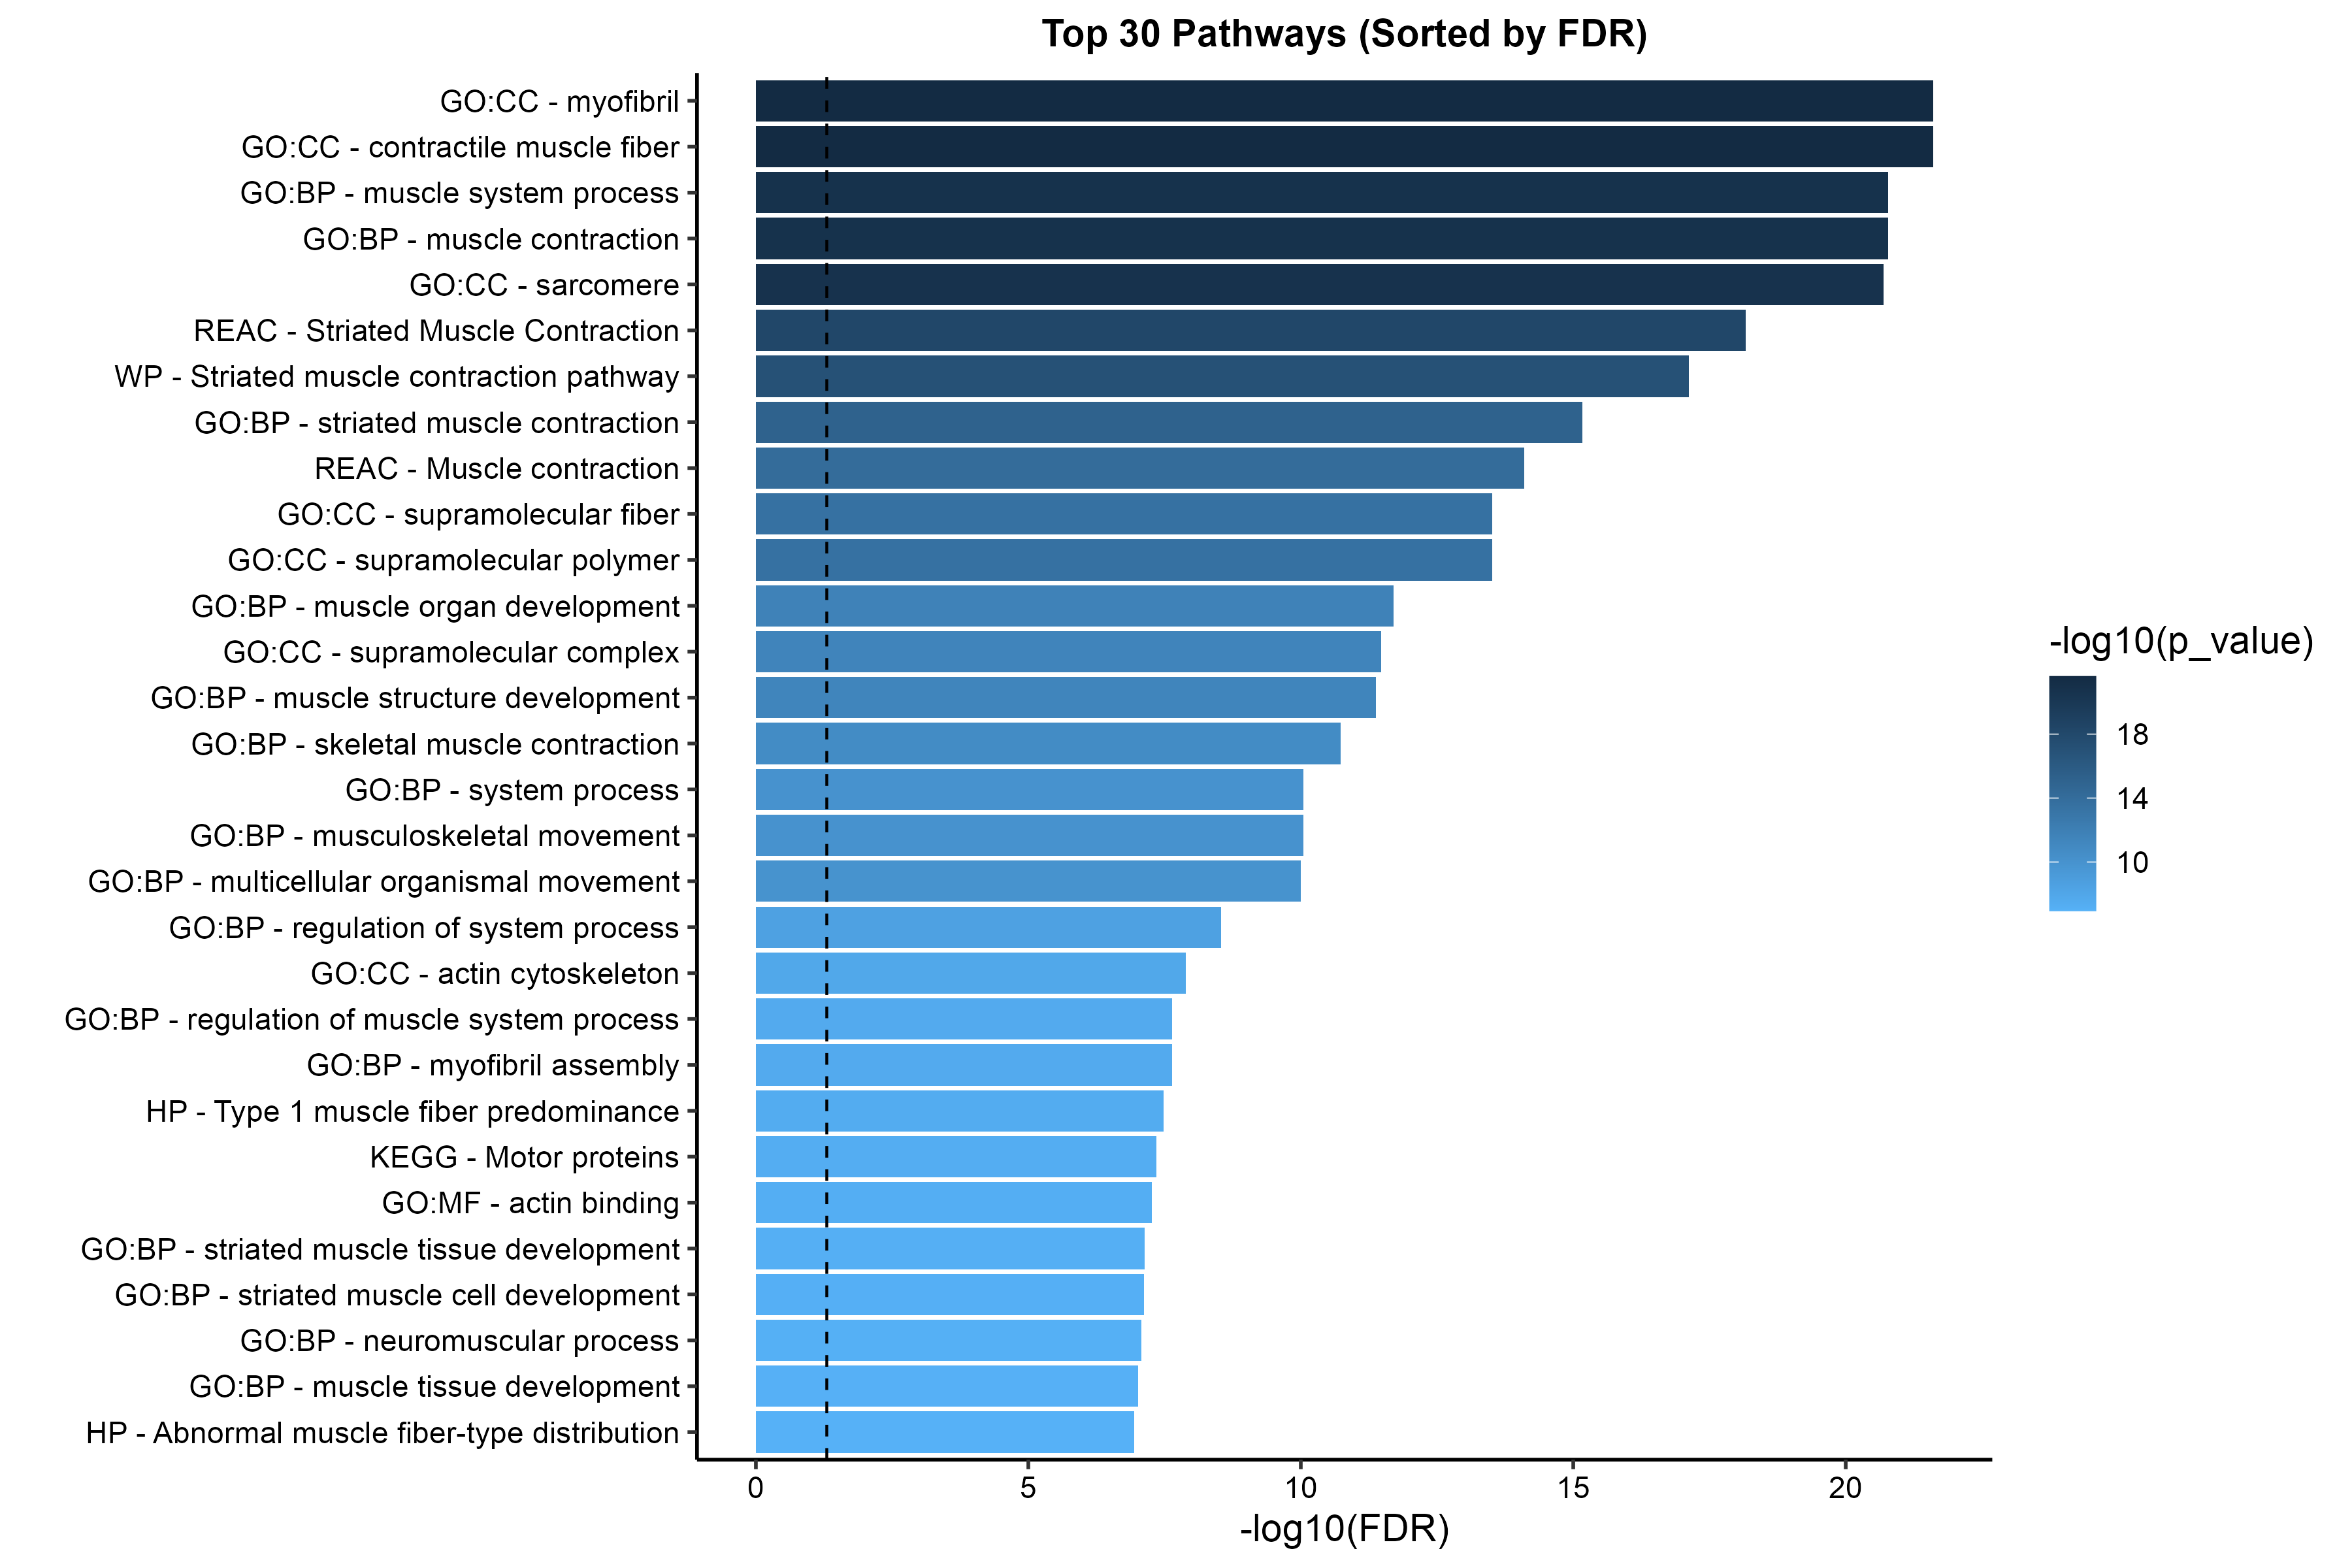 Top 30 Pathways (Sorted by FDR)
GO:CC - myofibril
GO:CC - contractile muscle fiber
GO:BP - muscle system process
GO:BP - muscle contraction
GO:CC - sarcomere
REAC - Striated Muscle Contraction
WP - Striated muscle contraction pathway
GO:BP - striated muscle contraction
REAC - Muscle contraction
GO:CC - supramolecular fiber
GO:CC - supramolecular polymer
GO:BP - muscle organ development
GO:CC - supramolecular complex
GO:BP - muscle structure development
GO:BP - skeletal muscle contraction
GO:BP - system process
GO:BP - musculoskeletal movement
GO:BP - multicellular organismal movement
GO:BP - regulation of system process
GO:CC - actin cytoskeleton
GO:BP - regulation of muscle system process
GO:BP - myofibril assembly
HP - Type 1 muscle fiber predominance
KEGG - Motor proteins
GO:MF - actin binding
GO:BP - striated muscle tissue development
GO:BP - striated muscle cell development
GO:BP - neuromuscular process
GO:BP - muscle tissue development
HP - Abnormal muscle fiber-type distribution
0 5 10 15 20
-log10(FDR)
-log10(p_value)
18
14
10